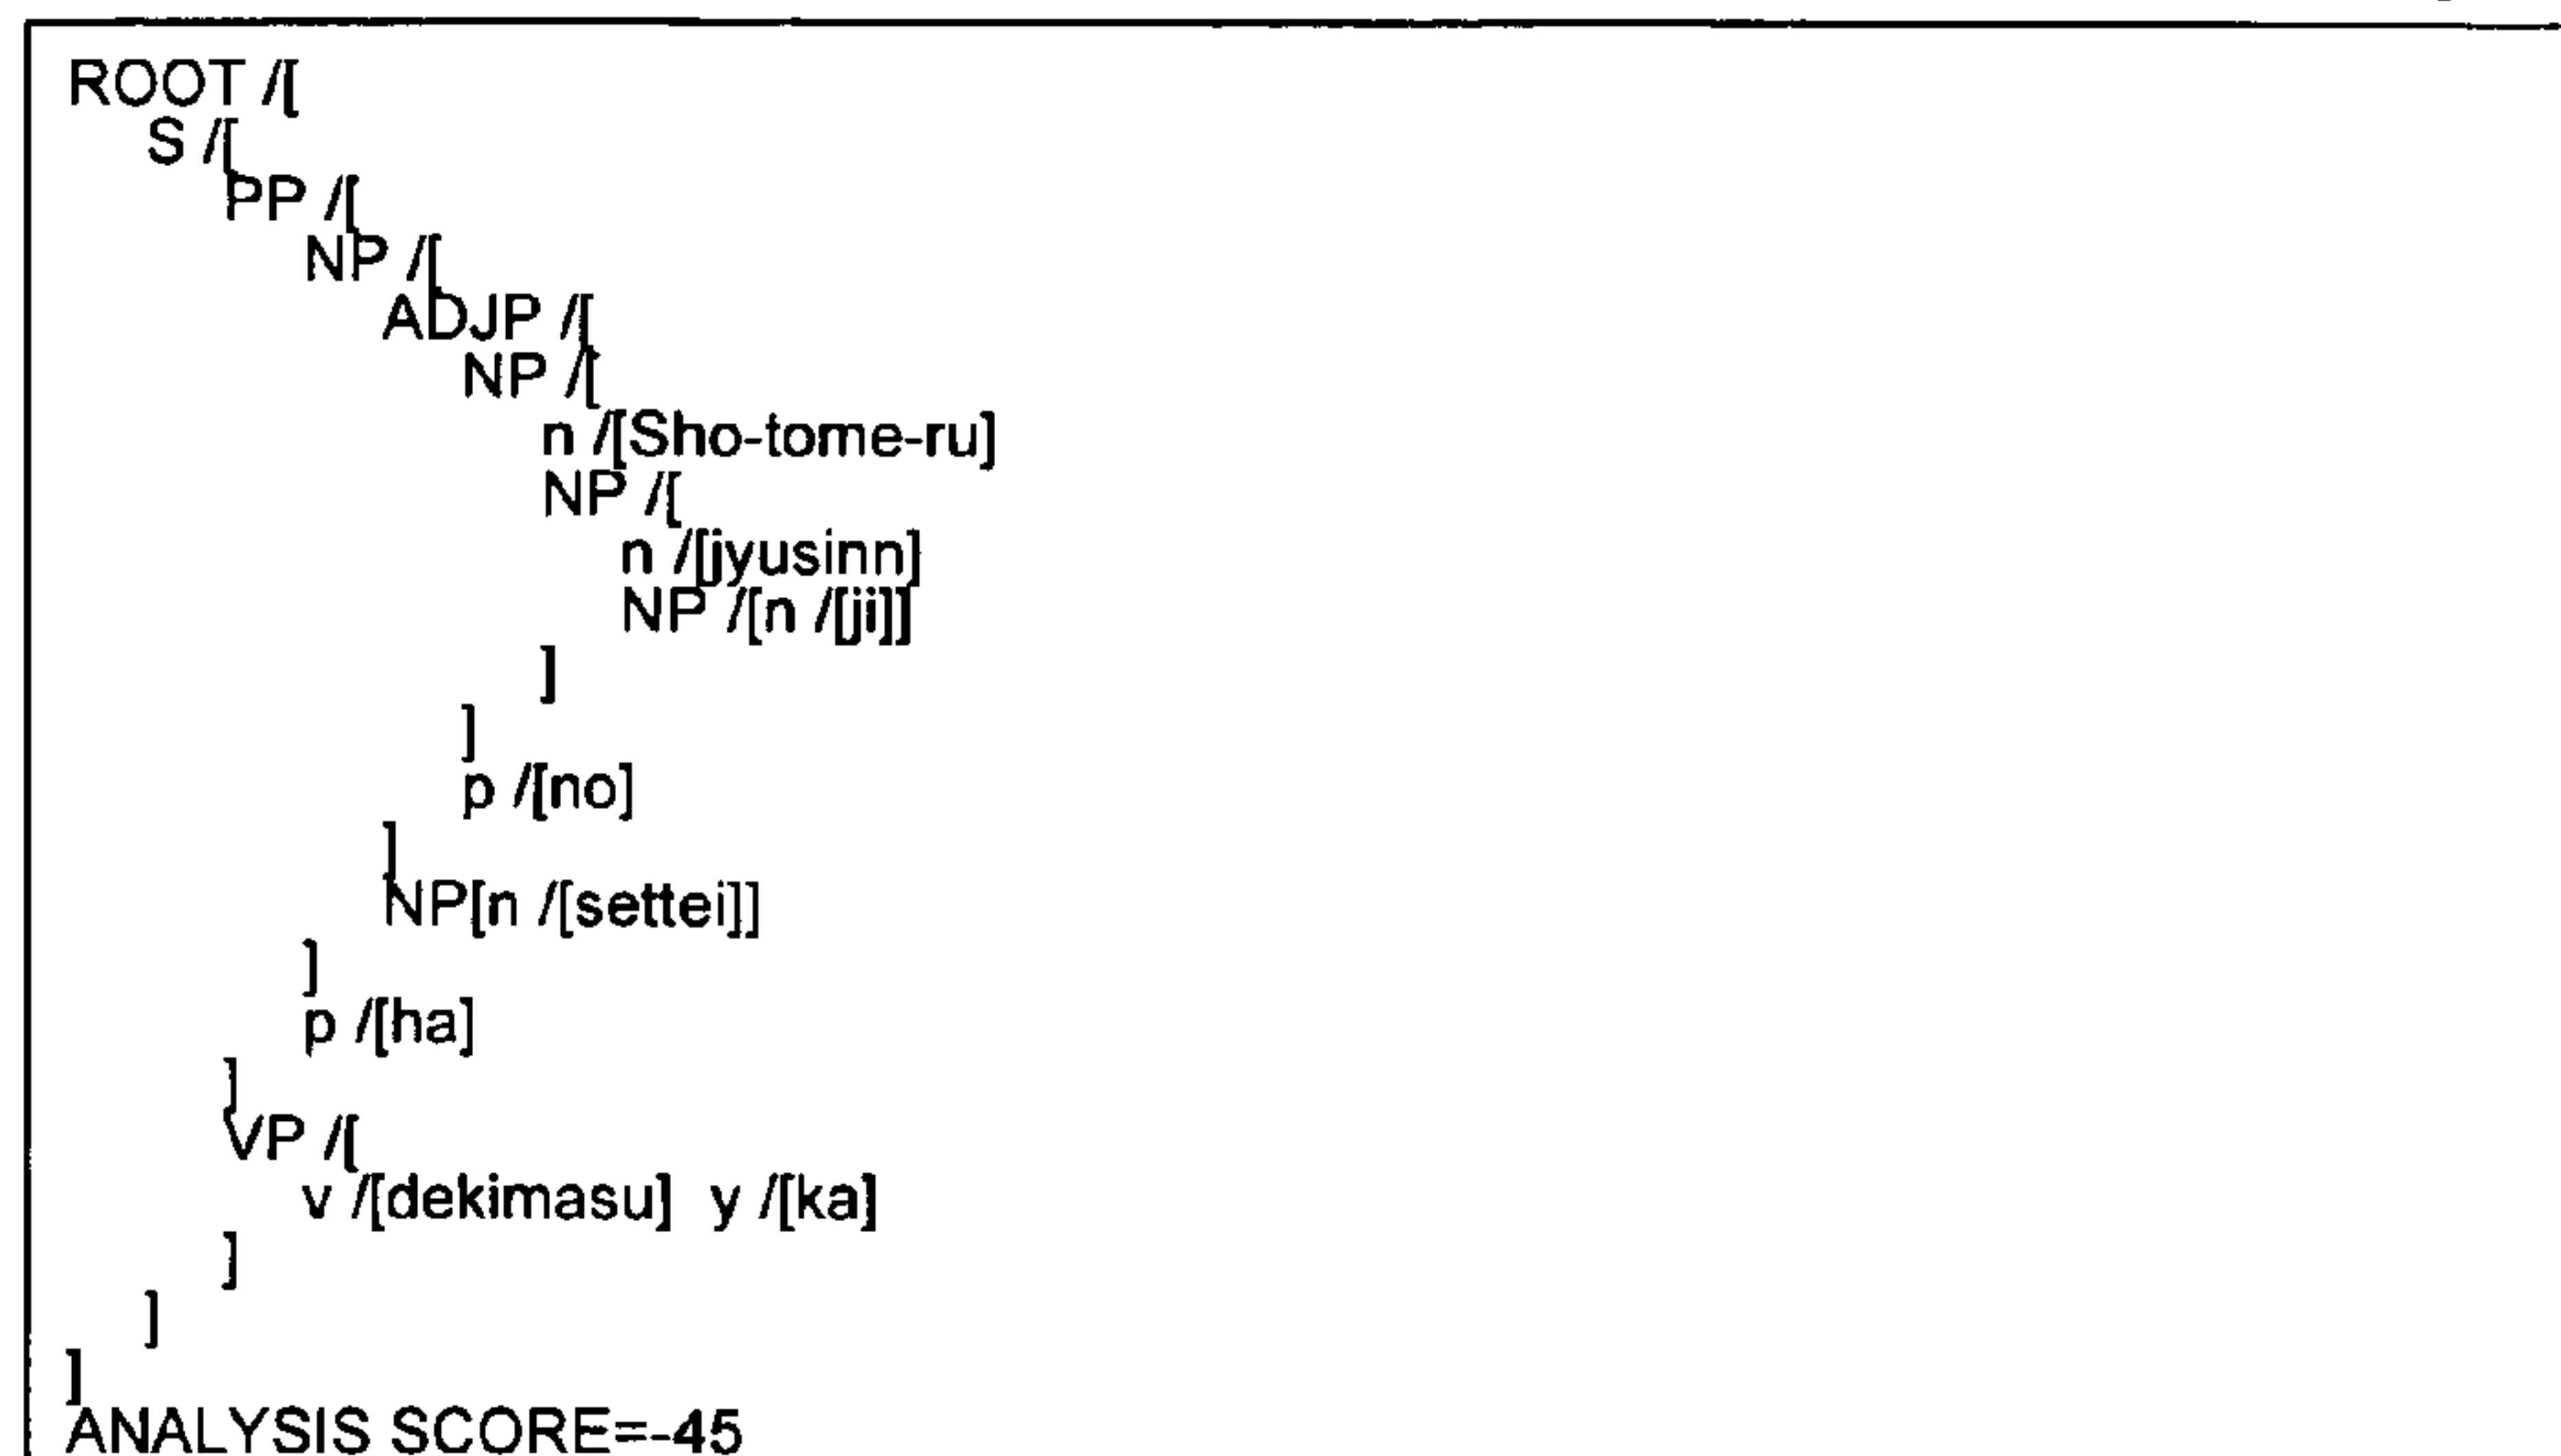 ROOT /[
S /[
PP /[
NP /[
ADJP /[
NP /[
n /[Sho-tome-ru]
NP /[
n /[jyusinn]
NP /[n /[ji]]
]
]
p /[no]
]
NP[n /[settei]]
]
p /[ha]
]
VP /[
v /[dekimasu] y /[ka]
]
]
]
ANALYSIS SCORE=-45